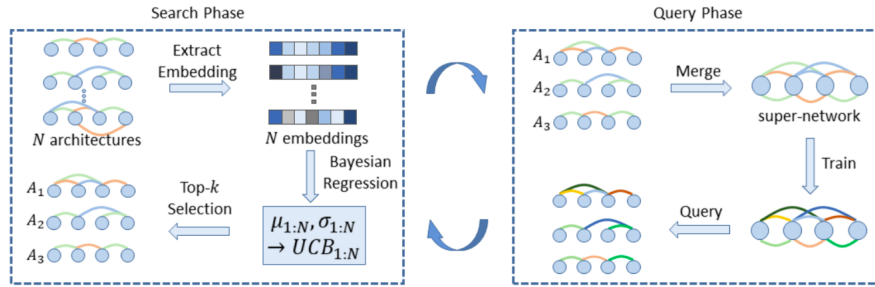 Search Phase
Extract
Embedding
N architectures
N embeddings
Bayesian
Regression
A₁
A₂
A₃
Top-k
Selection
μ₁:N, σ₁:N
→ UCB₁:N
Query Phase
A₁
A₂
A₃
Merge
super-network
Train
Query